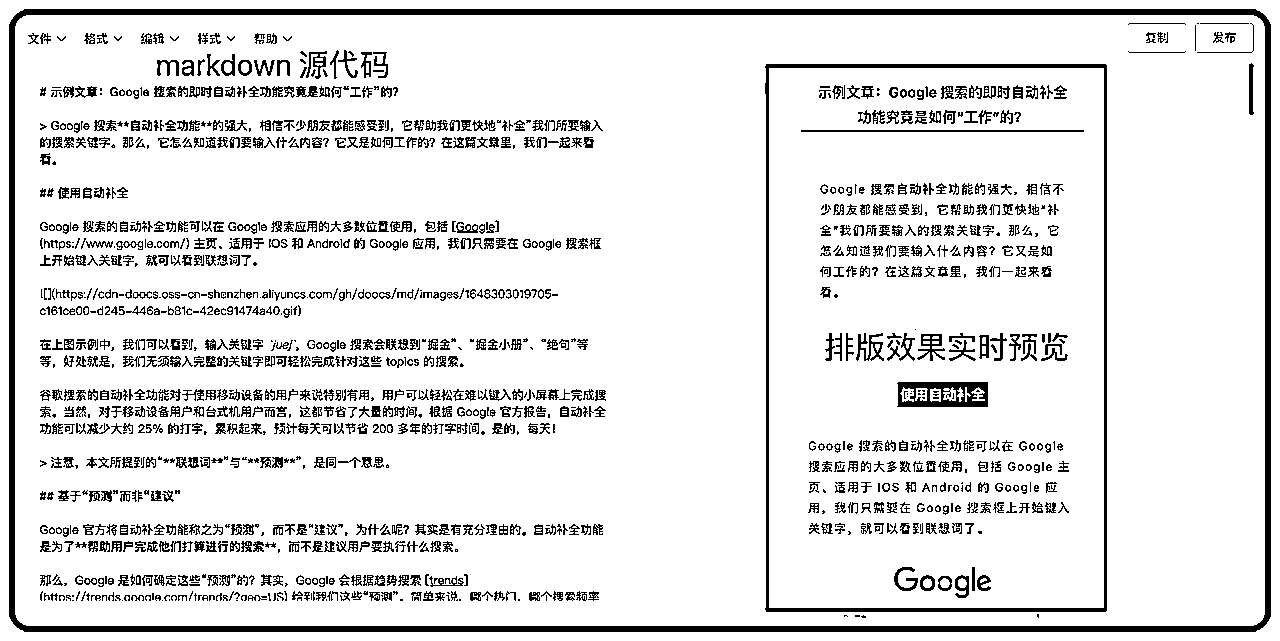 文件 格式 编辑 样式 帮助 复制 发布
markdown 源代码
# 示例文章：Google 搜索的即时自动补全功能究竟是如何“工作”的？
> Google 搜索**自动补全功能**的强大，相信不少朋友都能感受到，它帮助我们更快地“补全”我们所要输入
的搜索关键字。那么，它怎么知道我们要输入什么内容？它又是如何工作的？在这篇文章里，我们一起来看
看。
## 使用自动补全
Google 搜索的自动补全功能可以在 Google 搜索应用的大多数位置使用，包括 [Google]
(https://www.google.com/) 主页、适用于 IOS 和 Android 的 Google 应用，我们只需要在 Google 搜索框
上开始键入关键字，就可以看到联想词了。
![](https://cdn-doocs.oss-cn-shenzhen.aliyuncs.com/gh/doocs/md/images/1648303019705-
c161ce00-d245-446a-b81c-42ec91474a40.gif)
在上图示例中，我们可以看到，输入关键字 `juej`，Google 搜索会联想到“掘金”、“掘金小册”、“绝句”等
等，好处就是，我们无须输入完整的关键字即可轻松完成针对这些 topics 的搜索。
谷歌搜索的自动补全功能对于使用移动设备的用户来说特别有用，用户可以轻松在难以键入的小屏幕上完成搜
索。当然，对于移动设备用户和台式机用户而言，这都节省了大量的时间。根据 Google 官方报告，自动补全
功能可以减少大约 25% 的打字，累积起来，预计每天可以节省 200 多年的打字时间。是的，每天！
> 注意，本文所提到的“**联想词**”与“**预测**”，是同一个意思。
## 基于“预测”而非“建议”
Google 官方将自动补全功能称之为“预测”，而不是“建议”，为什么呢？其实是有充分理由的。自动补全功能
是为了**帮助用户完成他们打算进行的搜索**，而不是建议用户要执行什么搜索。
那么，Google 是如何确定这些“预测”的？其实，Google 会根据趋势搜索 [trends]
(https://trends.google.com/trends/?geo=US) 给到我们这些“预测”。简单来说，哪个热门、哪个搜索频率
示例文章：Google 搜索的即时自动补全
功能究竟是如何“工作”的？
Google 搜索自动补全功能的强大，相信不
少朋友都能感受到，它帮助我们更快地“补
全”我们所要输入的搜索关键字。那么，它
怎么知道我们要输入什么内容？它又是如
何工作的？在这篇文章里，我们一起来看
看。
排版效果实时预览
使用自动补全
Google 搜索的自动补全功能可以在 Google
搜索应用的大多数位置使用，包括 Google 主
页、适用于 IOS 和 Android 的 Google 应
用，我们只需要在 Google 搜索框上开始键入
关键字，就可以看到联想词了。
Google